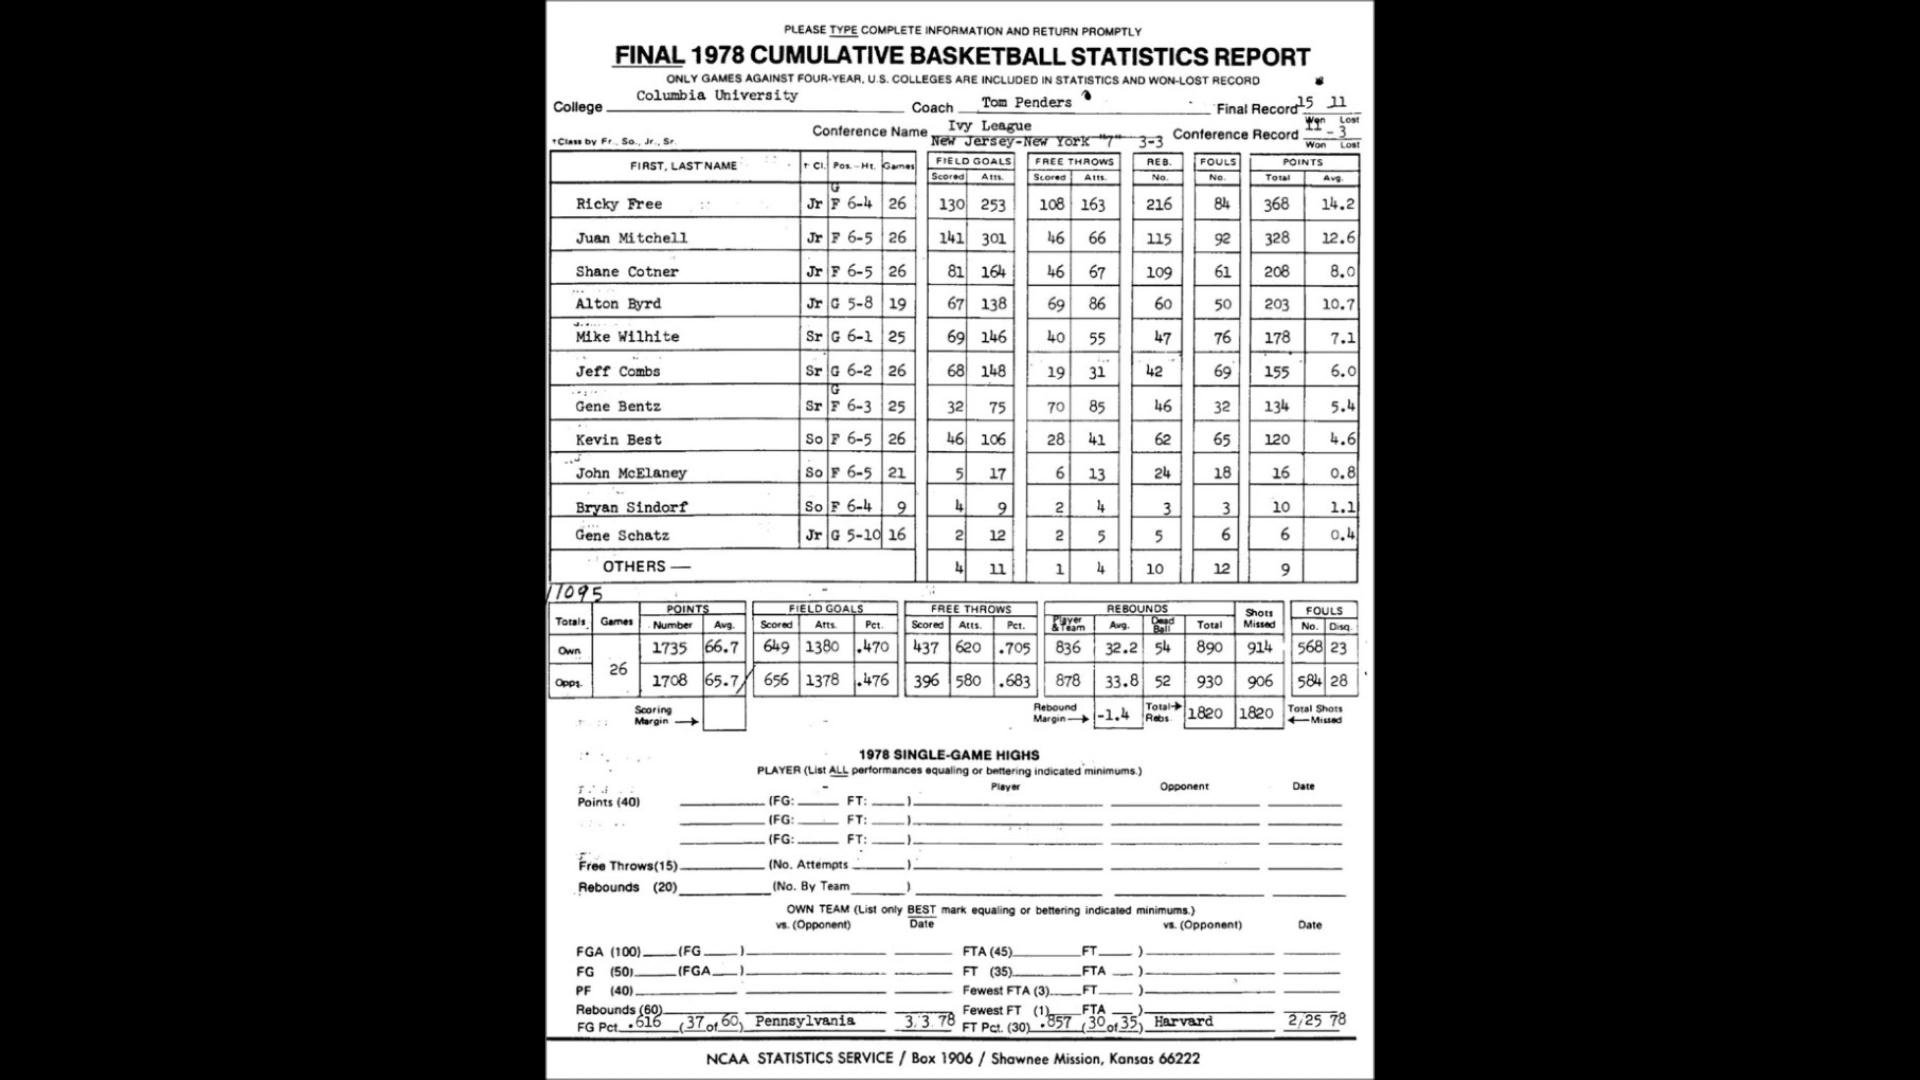 PLEASE TYPE COMPLETE INFORMATION AND RETURN PROMPTLY
FINAL 1978 CUMULATIVE BASKETBALL STATISTICS REPORT
ONLY GAMES AGAINST FOUR-YEAR, U.S. COLLEGES ARE INCLUDED IN STATISTICS AND WON-LOST RECORD
College Columbia University Coach Tom Penders Final Record 15 11
Won Lost
Conference Name Ivy League Conference Record 11 - 3
†Class by Fr., So., Jr., Sr. New Jersey-New York "7" 3-3 Won Lost
FIRST, LAST NAME † Cl. Pos.-Ht. Games FIELD GOALS FREE THROWS REB. FOULS POINTS
Scored Atts. Scored Atts. No. No. Total Avg.
G
Ricky Free Jr F 6-4 26 130 253 108 163 216 84 368 14.2
Juan Mitchell Jr F 6-5 26 141 301 46 66 115 92 328 12.6
Shane Cotner Jr F 6-5 26 81 164 46 67 109 61 208 8.0
Alton Byrd Jr G 5-8 19 67 138 69 86 60 50 203 10.7
Mike Wilhite Sr G 6-1 25 69 146 40 55 47 76 178 7.1
Jeff Combs Sr G 6-2 26 68 148 19 31 42 69 155 6.0
G
Gene Bentz Sr F 6-3 25 32 75 70 85 46 32 134 5.4
Kevin Best So F 6-5 26 46 106 28 41 62 65 120 4.6
John McElaney So F 6-5 21 5 17 6 13 24 18 16 0.8
Bryan Sindorf So F 6-4 9 4 9 2 4 3 3 10 1.1
Gene Schatz Jr G 5-10 16 2 12 2 5 5 6 6 0.4
OTHERS — 4 11 1 4 10 12 9
17095
Totals Games POINTS FIELD GOALS FREE THROWS REBOUNDS Shots Missed FOULS
Number Avg. Scored Atts. Pct. Scored Atts. Pct. Player & Team Avg. Dead Ball Total No. Disq.
Own 1735 66.7 649 1380 .470 437 620 .705 836 32.2 54 890 914 568 23
26
Opps. 1708 65.7 656 1378 .476 396 580 .683 878 33.8 52 930 906 584 28
Scoring Margin → Rebound Margin → -1.4 Total → Rebs. 1820 1820 Total Shots ← Missed
1978 SINGLE-GAME HIGHS
PLAYER (List ALL performances equaling or bettering indicated minimums.)
Player Opponent Date
Points (40) (FG: FT: )
(FG: FT: )
(FG: FT: )
Free Throws(15) (No. Attempts )
Rebounds (20) (No. By Team )
OWN TEAM (List only BEST mark equaling or bettering indicated minimums.)
vs. (Opponent) Date vs. (Opponent) Date
FGA (100) (FG ) FTA (45) FT )
FG (50) (FGA ) FT (35) FTA )
PF (40) Fewest FTA (3) FT )
Rebounds (60) Fewest FT (1) FTA )
FG Pct. .616 (37 of 60) Pennsylvania 3/3/78 FT Pct. (30) .857 (30 of 35) Harvard 2/25 78
NCAA STATISTICS SERVICE / Box 1906 / Shawnee Mission, Kansas 66222